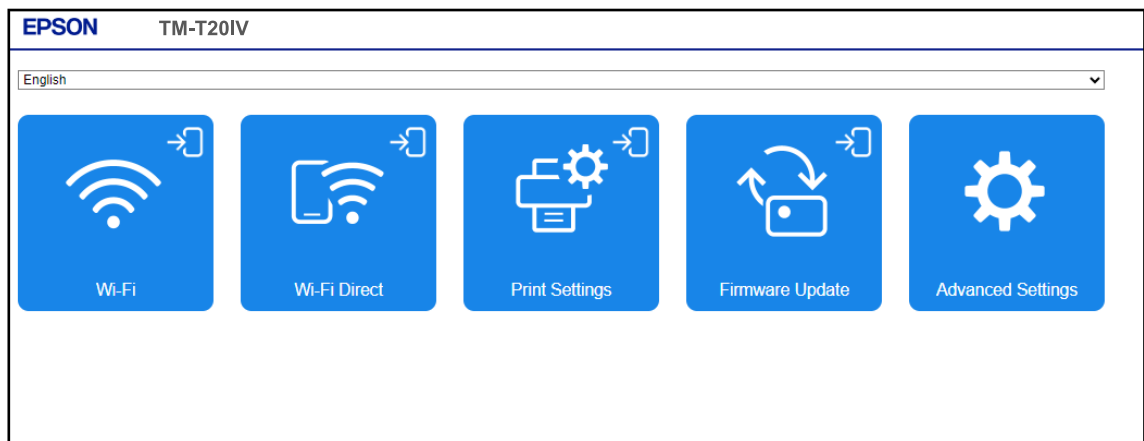 EPSON TM-T20IV
English
Wi-Fi Wi-Fi Direct Print Settings Firmware Update Advanced Settings